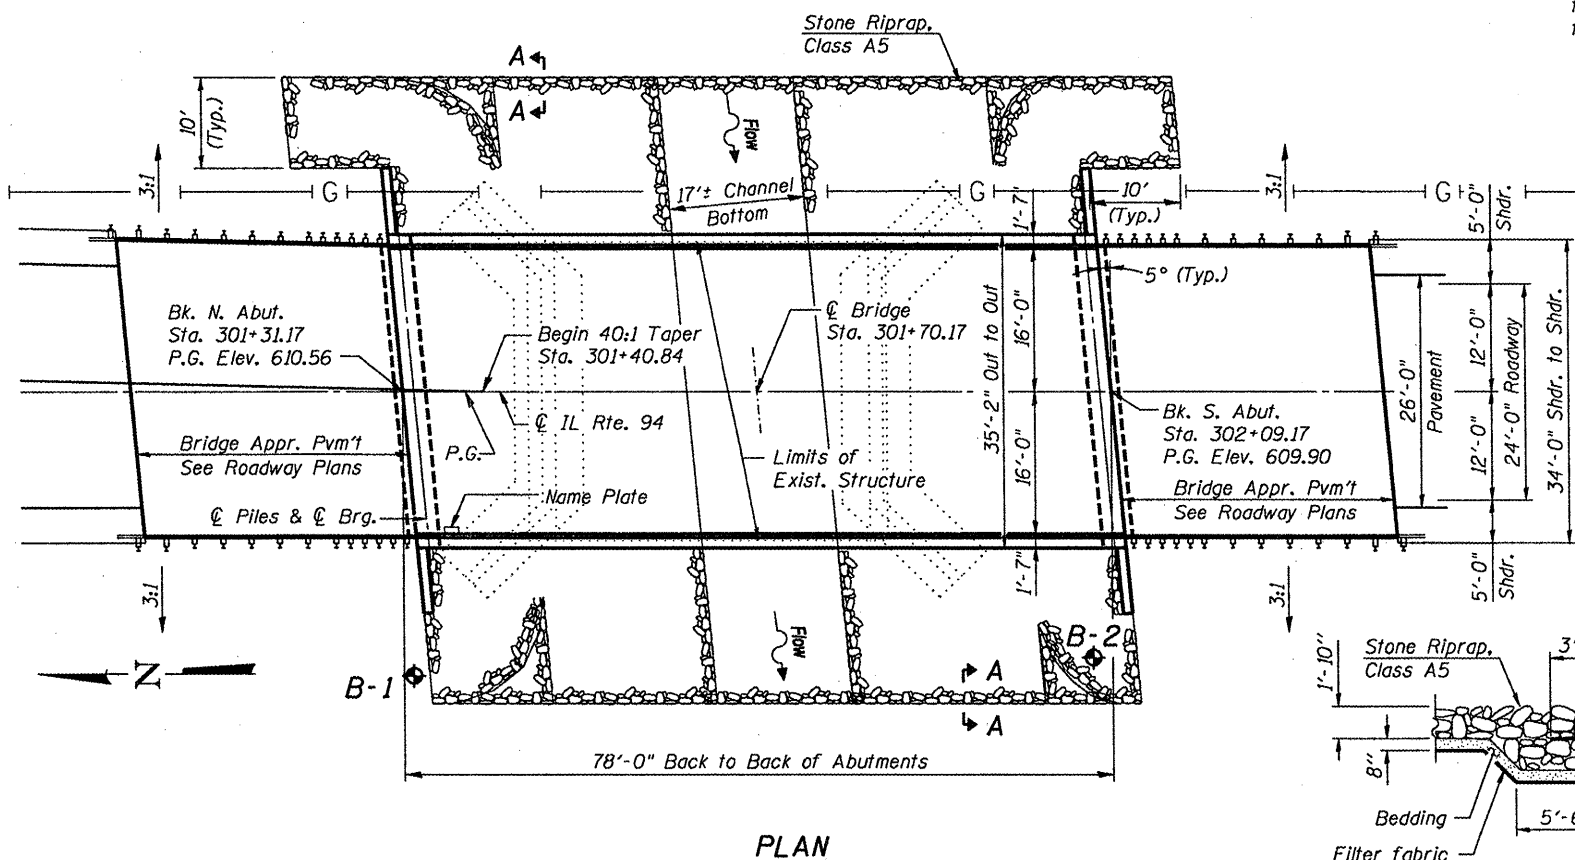 Stone Riprap,
Class A5
A
A
10'
(Typ.)
Flow
3:1
G
17'± Channel
Bottom
G
10'
(Typ.)
3:1
G
1'-7"
5'-0"
Shdr.
5° (Typ.)
Bk. N. Abut.
Sta. 301+31.17
P.G. Elev. 610.56
Begin 40:1 Taper
Sta. 301+40.84
℄ Bridge
Sta. 301+70.17
16'-0"
12'-0"
35'-2" Out to Out
26'-0"
Pavement
24'-0" Roadway
34'-0" Shdr. to Shdr.
℄ IL Rte. 94
P.G.
Bk. S. Abut.
Sta. 302+09.17
P.G. Elev. 609.90
Bridge Appr. Pvm't
See Roadway Plans
Limits of
Exist. Structure
16'-0"
12'-0"
Bridge Appr. Pvm't
See Roadway Plans
Name Plate
℄ Piles & ℄ Brg.
1'-7"
5'-0"
Shdr.
3:1
3:1
Flow
N
B-1
B-2
A
A
Stone Riprap,
Class A5
3'
1'-10"
8"
78'-0" Back to Back of Abutments
Bedding
5'-6
Filter fabric
PLAN